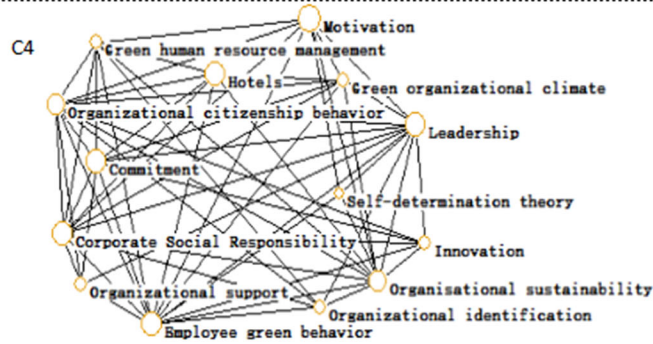 Motivation
C4
Green human resource management
Hotels
Green organizational climate
Organizational citizenship behavior
Leadership
Commitment
Self-determination theory
Corporate Social Responsibility
Innovation
Organizational support
Organisational sustainability
Organizational identification
Employee green behavior